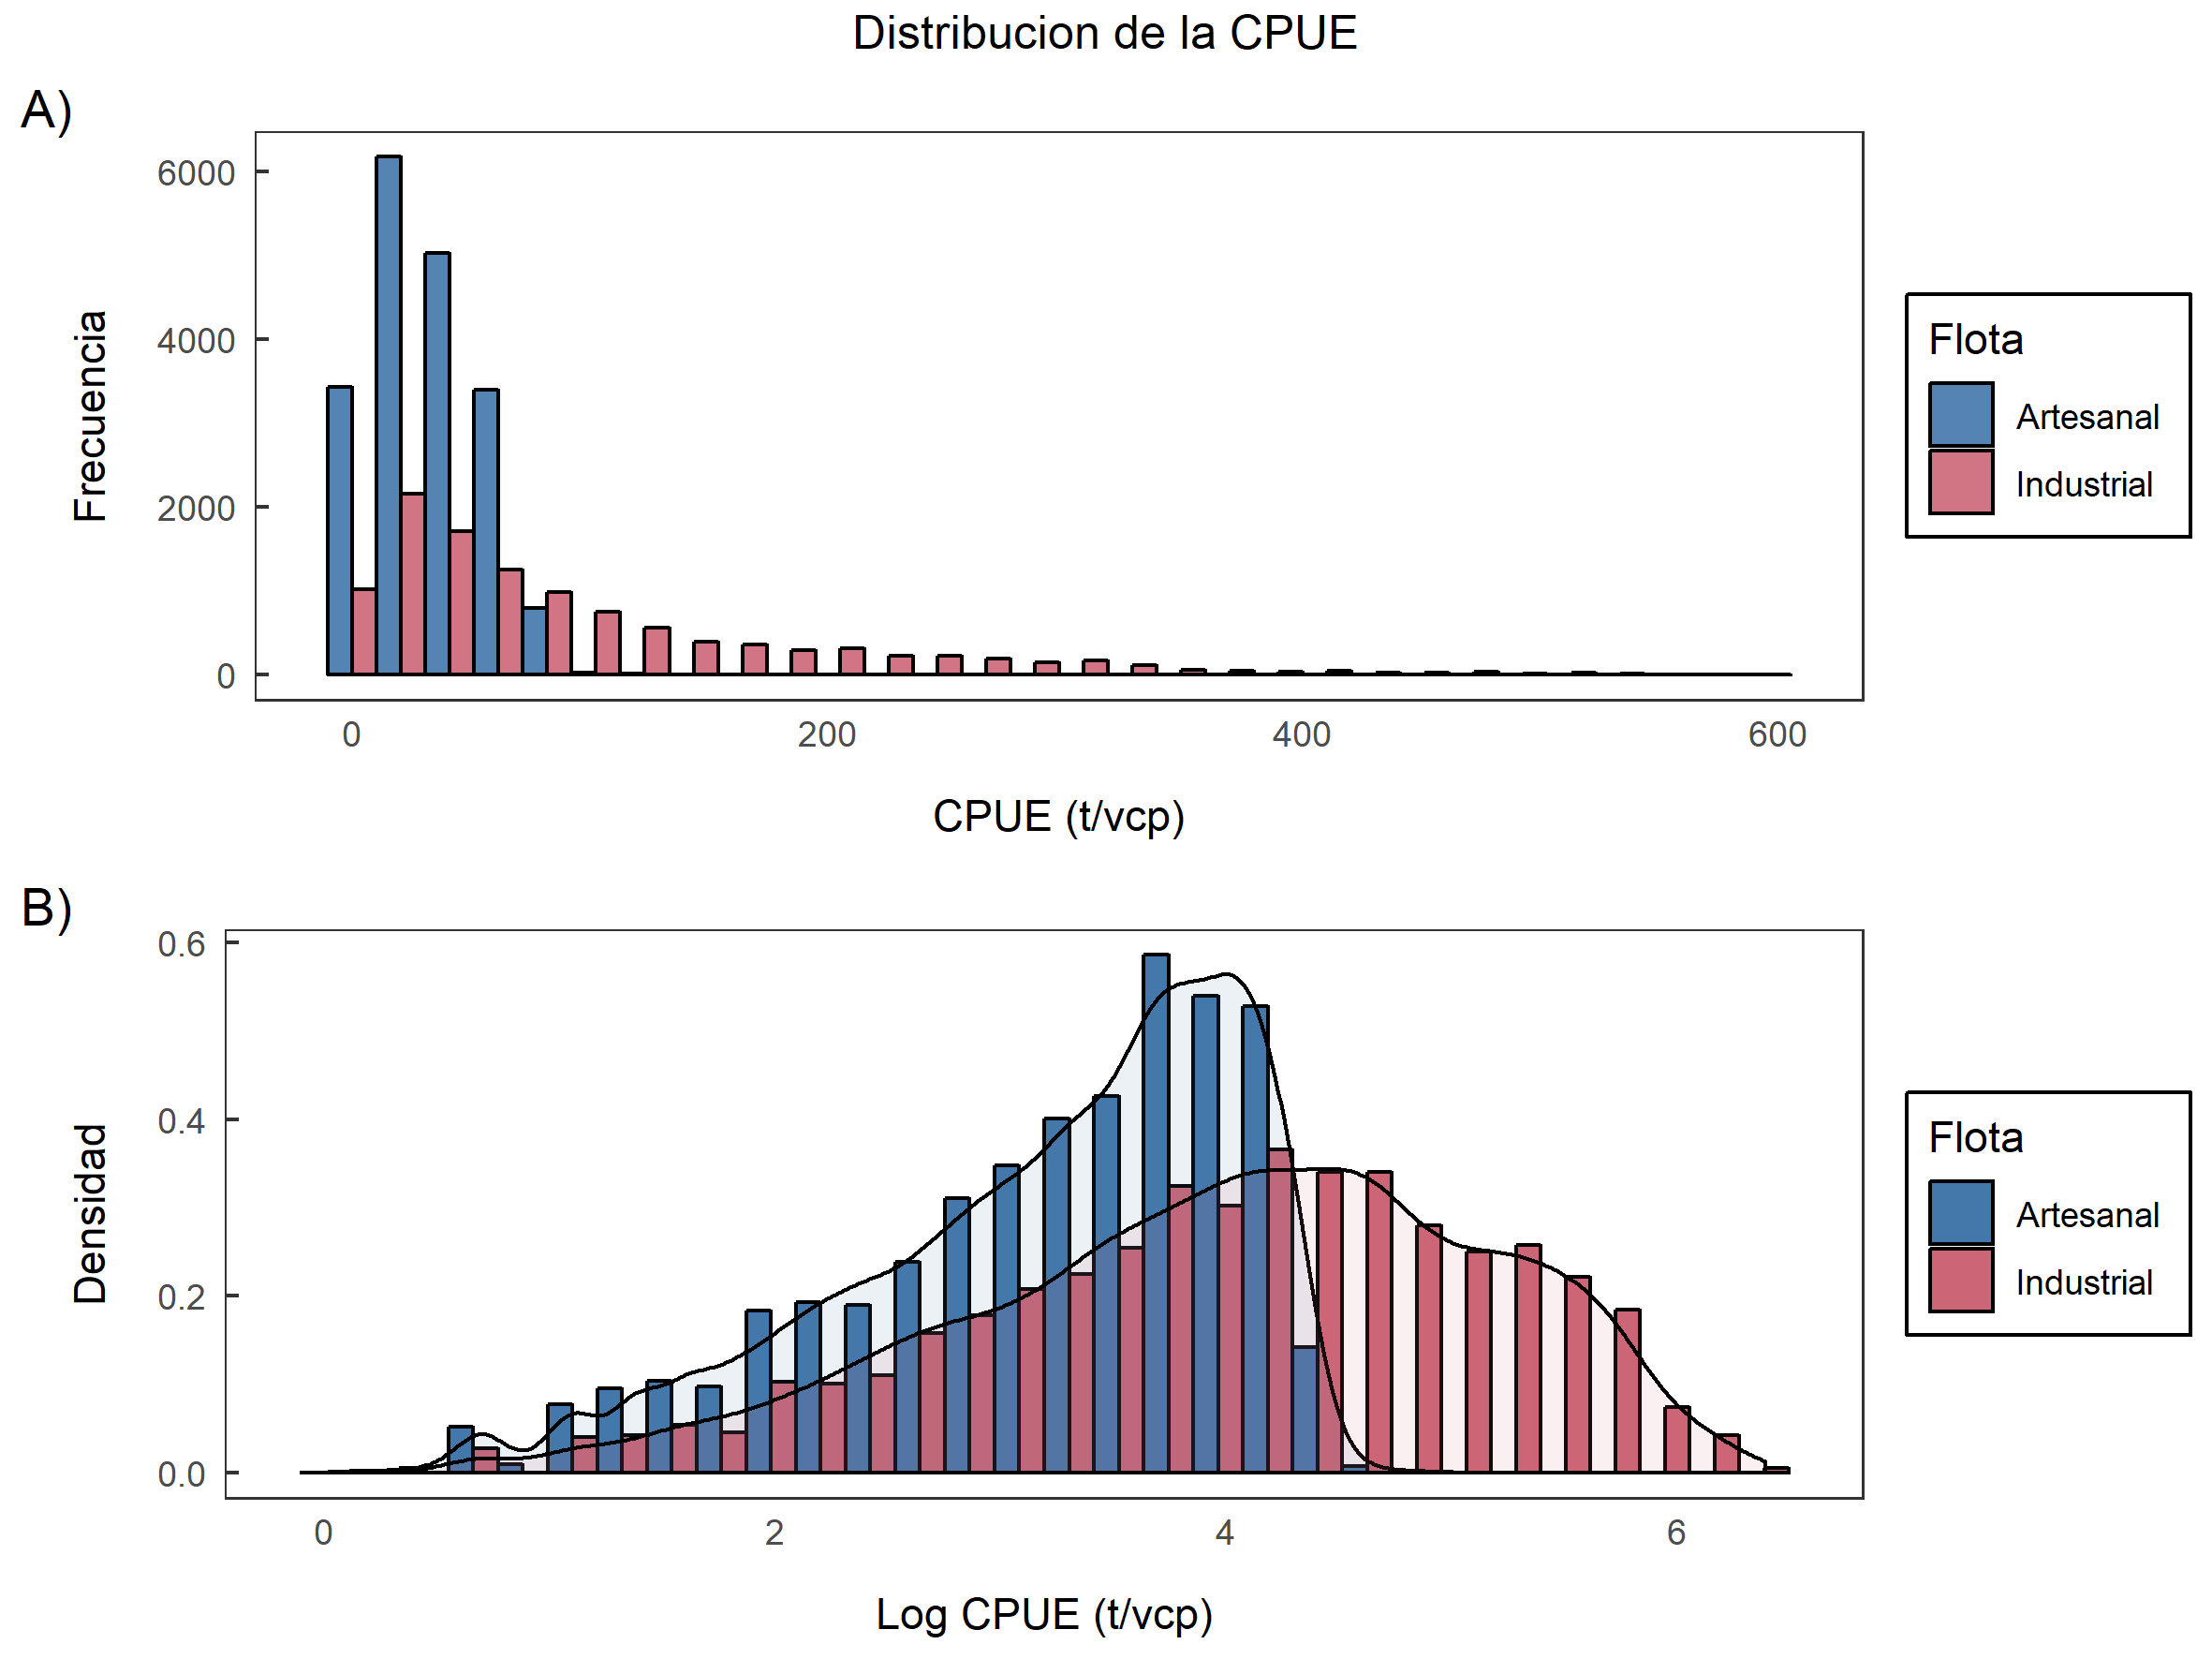 Distribucion de la CPUE
A)
Frecuencia
6000
4000
2000
0
0 200 400 600
CPUE (t/vcp)
Flota
Artesanal
Industrial
B)
Densidad
0.6
0.4
0.2
0.0
0 2 4 6
Log CPUE (t/vcp)
Flota
Artesanal
Industrial